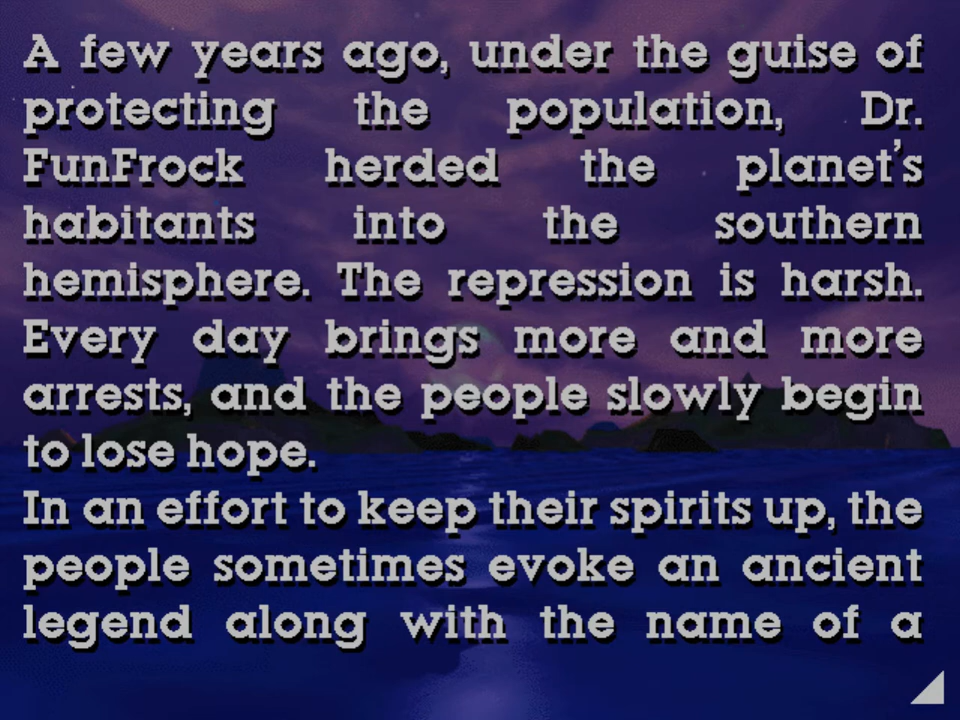 A few years ago, under the guise of
protecting the population, Dr.
FunFrock herded the planet's
habitants into the southern
hemisphere. The repression is harsh.
Every day brings more and more
arrests, and the people slowly begin
to lose hope.
In an effort to keep their spirits up, the
people sometimes evoke an ancient
legend along with the name of a